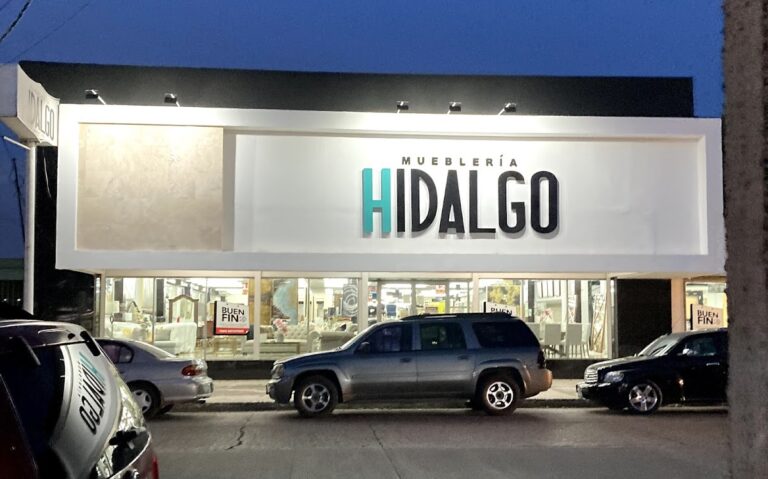 HIDALGO
MUEBLERÍA
HIDALGO
BUEN
FIN
BUEN
FIN